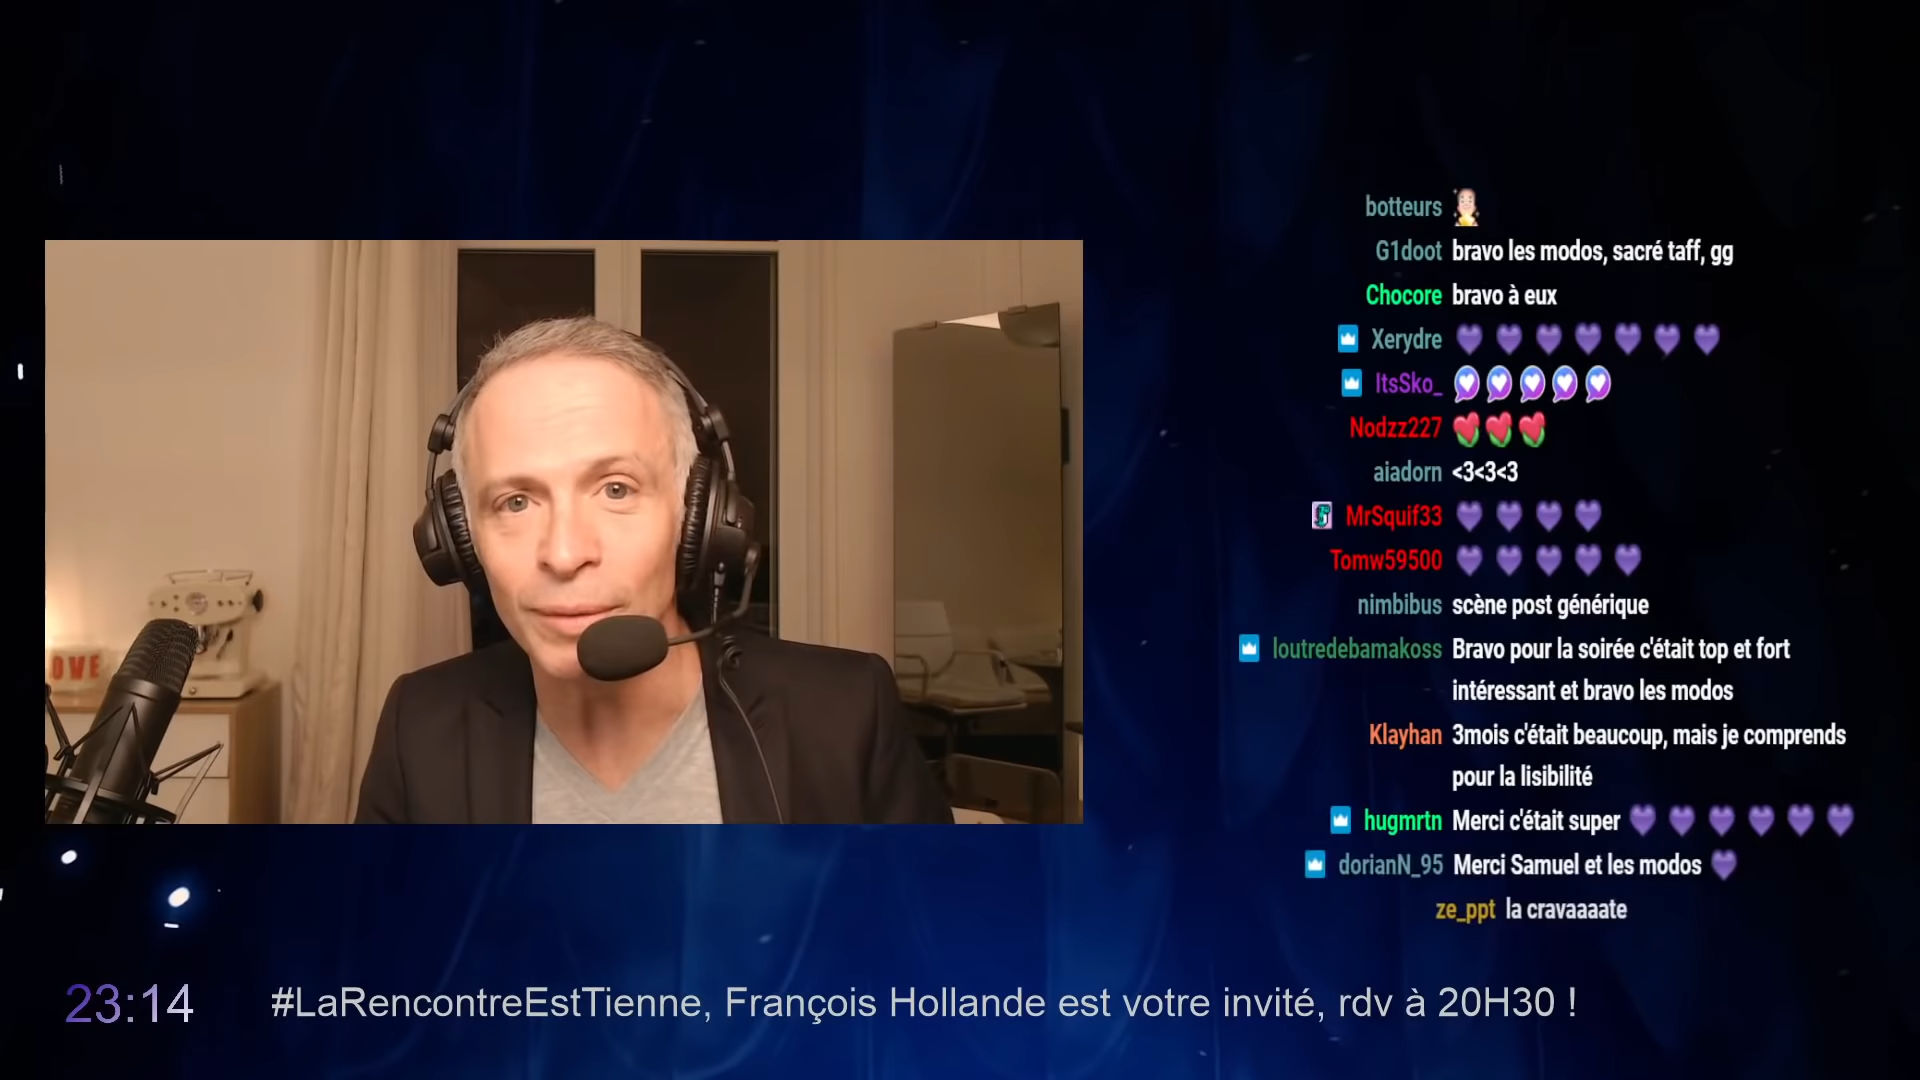 botteurs
G1doot bravo les modos, sacré taff, gg
Chocore bravo à eux
Xerydre
ItsSko_
Nodzz227
aiadorn <3<3<3
MrSquif33
Tomw59500
nimbibus scène post générique
loutredebamakoss Bravo pour la soirée c'était top et fort
intéressant et bravo les modos
Klayhan 3mois c'était beaucoup, mais je comprends
pour la lisibilité
hugmrtn Merci c'était super
dorianN_95 Merci Samuel et les modos
ze_ppt la cravaaaate
OVE
23:14 #LaRencontreEstTienne, François Hollande est votre invité, rdv à 20H30 !